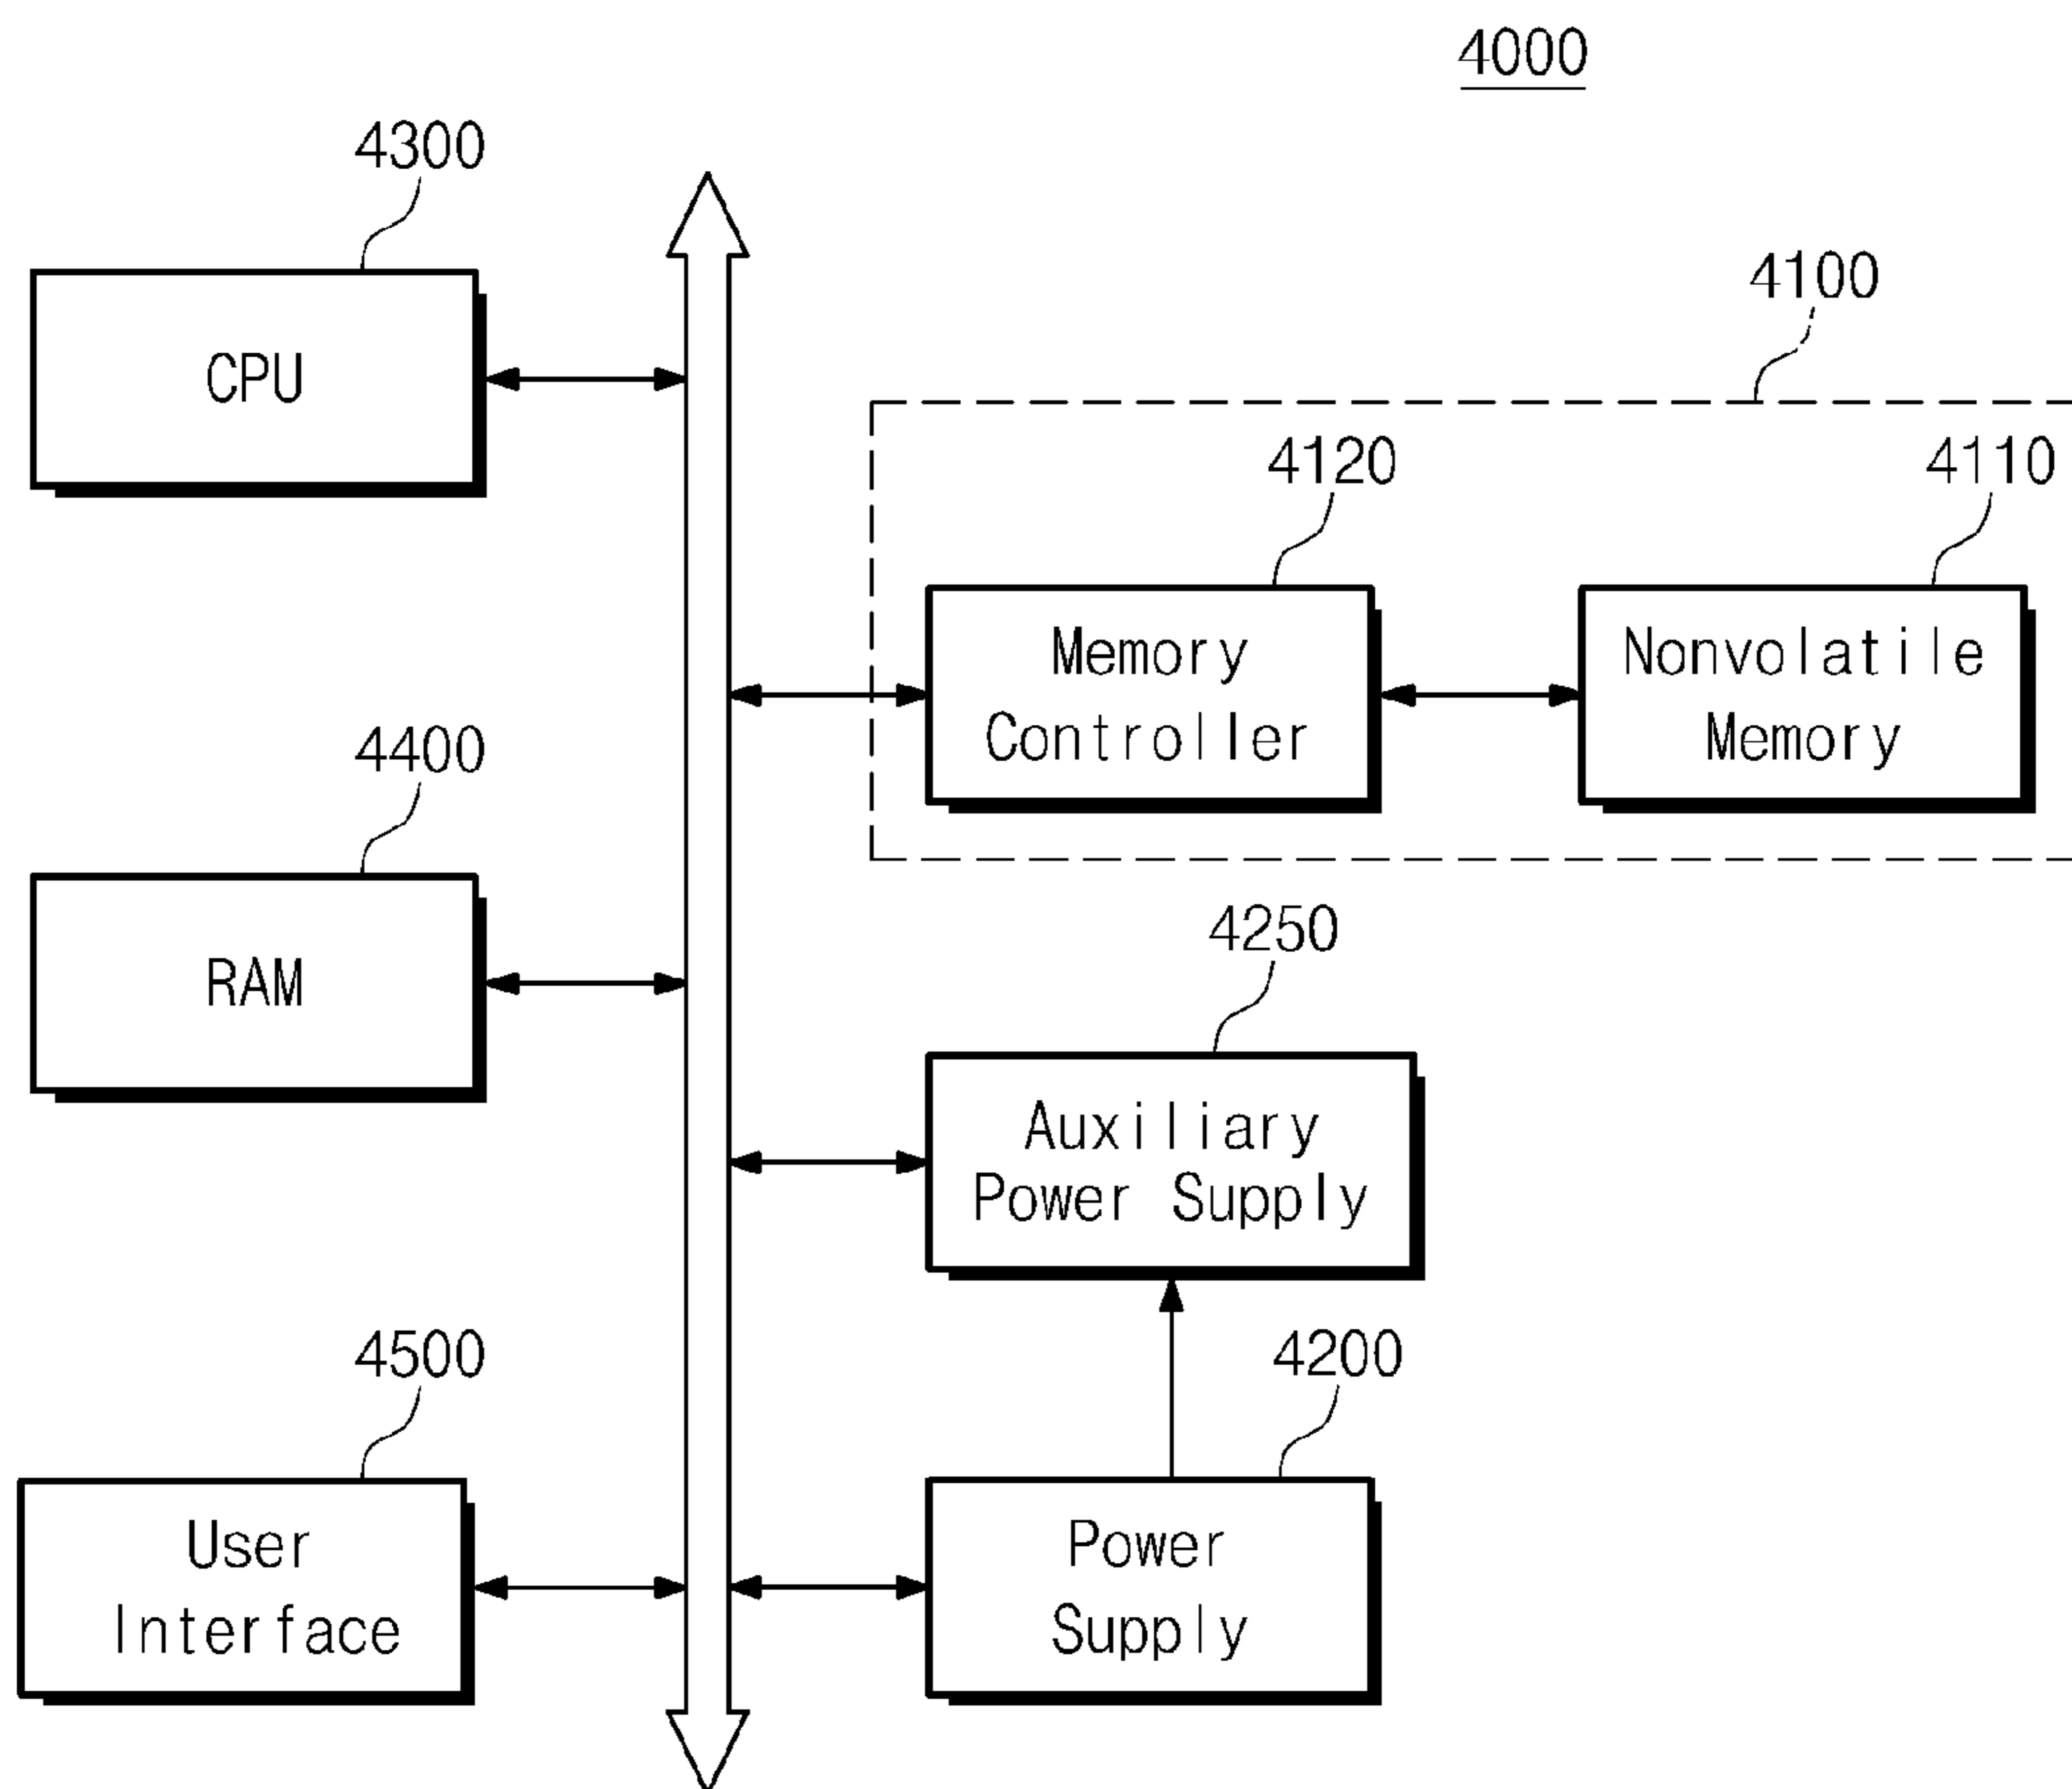 4000
4300
CPU
4100
4120
4110
Memory
Controller
Nonvolatile
Memory
4400
RAM
4250
Auxiliary
Power Supply
4500
User
Interface
4200
Power
Supply